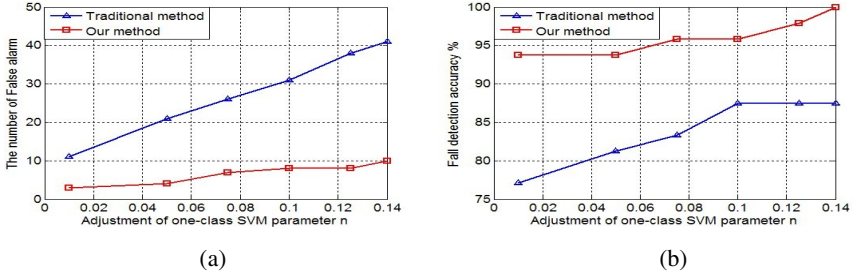 Traditional method
Our method
The number of False alarm
50
40
30
20
10
0
0 0.02 0.04 0.06 0.08 0.1 0.12 0.14
Adjustment of one-class SVM parameter n
(a)
Traditional method
Our method
Fall detection accuracy %
100
95
90
85
80
75
0 0.02 0.04 0.06 0.08 0.1 0.12 0.14
Adjustment of one-class SVM parameter n
(b)